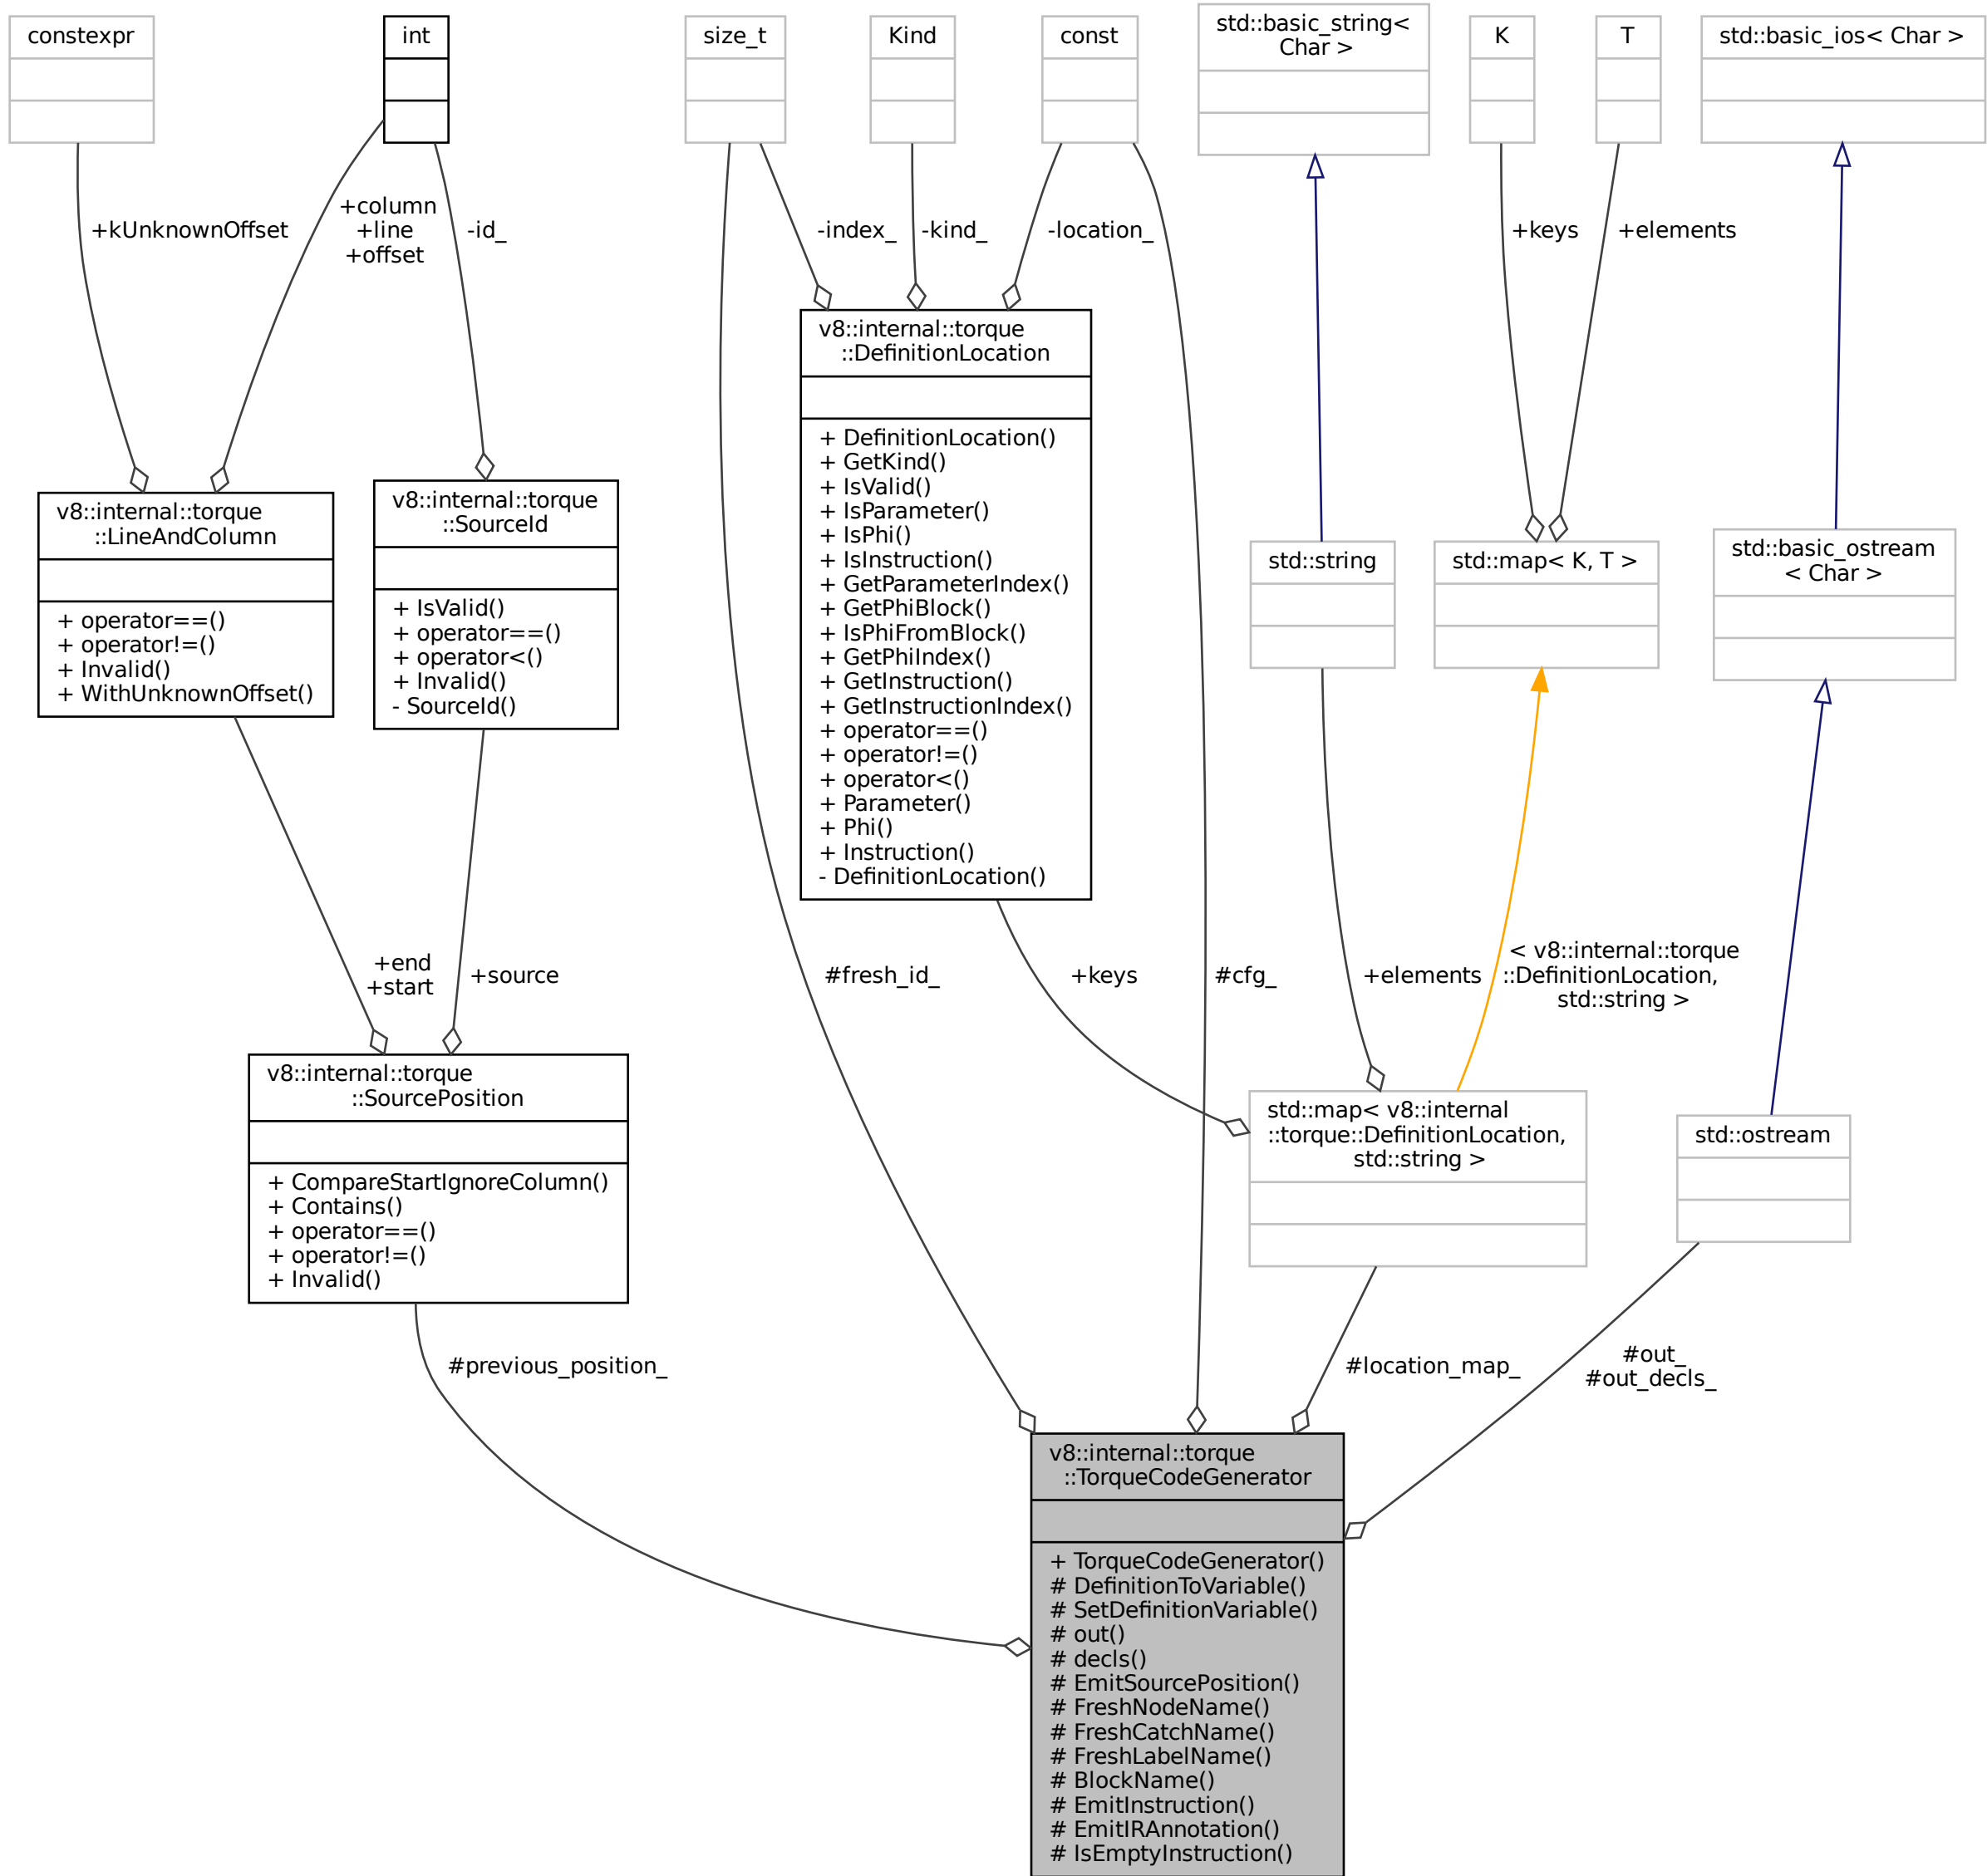 constexpr
int
size_t
Kind
const
std::basic_string<
Char >
K
T
std::basic_ios< Char >
+kUnknownOffset
+column
+line
+offset
-id_
-index_
-kind_
-location_
+keys
+elements
v8::internal::torque
::LineAndColumn
+ operator==()
+ operator!=()
+ Invalid()
+ WithUnknownOffset()
v8::internal::torque
::SourceId
+ IsValid()
+ operator==()
+ operator<()
+ Invalid()
- SourceId()
v8::internal::torque
::DefinitionLocation
+ DefinitionLocation()
+ GetKind()
+ IsValid()
+ IsParameter()
+ IsPhi()
+ IsInstruction()
+ GetParameterIndex()
+ GetPhiBlock()
+ IsPhiFromBlock()
+ GetPhiIndex()
+ GetInstruction()
+ GetInstructionIndex()
+ operator==()
+ operator!=()
+ operator<()
+ Parameter()
+ Phi()
+ Instruction()
- DefinitionLocation()
std::string
std::map< K, T >
std::basic_ostream
< Char >
+end
+start
+source
#fresh_id_
+keys
#cfg_
+elements
< v8::internal::torque
::DefinitionLocation,
std::string >
v8::internal::torque
::SourcePosition
+ CompareStartIgnoreColumn()
+ Contains()
+ operator==()
+ operator!=()
+ Invalid()
std::map< v8::internal
::torque::DefinitionLocation,
std::string >
std::ostream
#previous_position_
#location_map_
#out_
#out_decls_
v8::internal::torque
::TorqueCodeGenerator
+ TorqueCodeGenerator()
# DefinitionToVariable()
# SetDefinitionVariable()
# out()
# decls()
# EmitSourcePosition()
# FreshNodeName()
# FreshCatchName()
# FreshLabelName()
# BlockName()
# EmitInstruction()
# EmitIRAnnotation()
# IsEmptyInstruction()